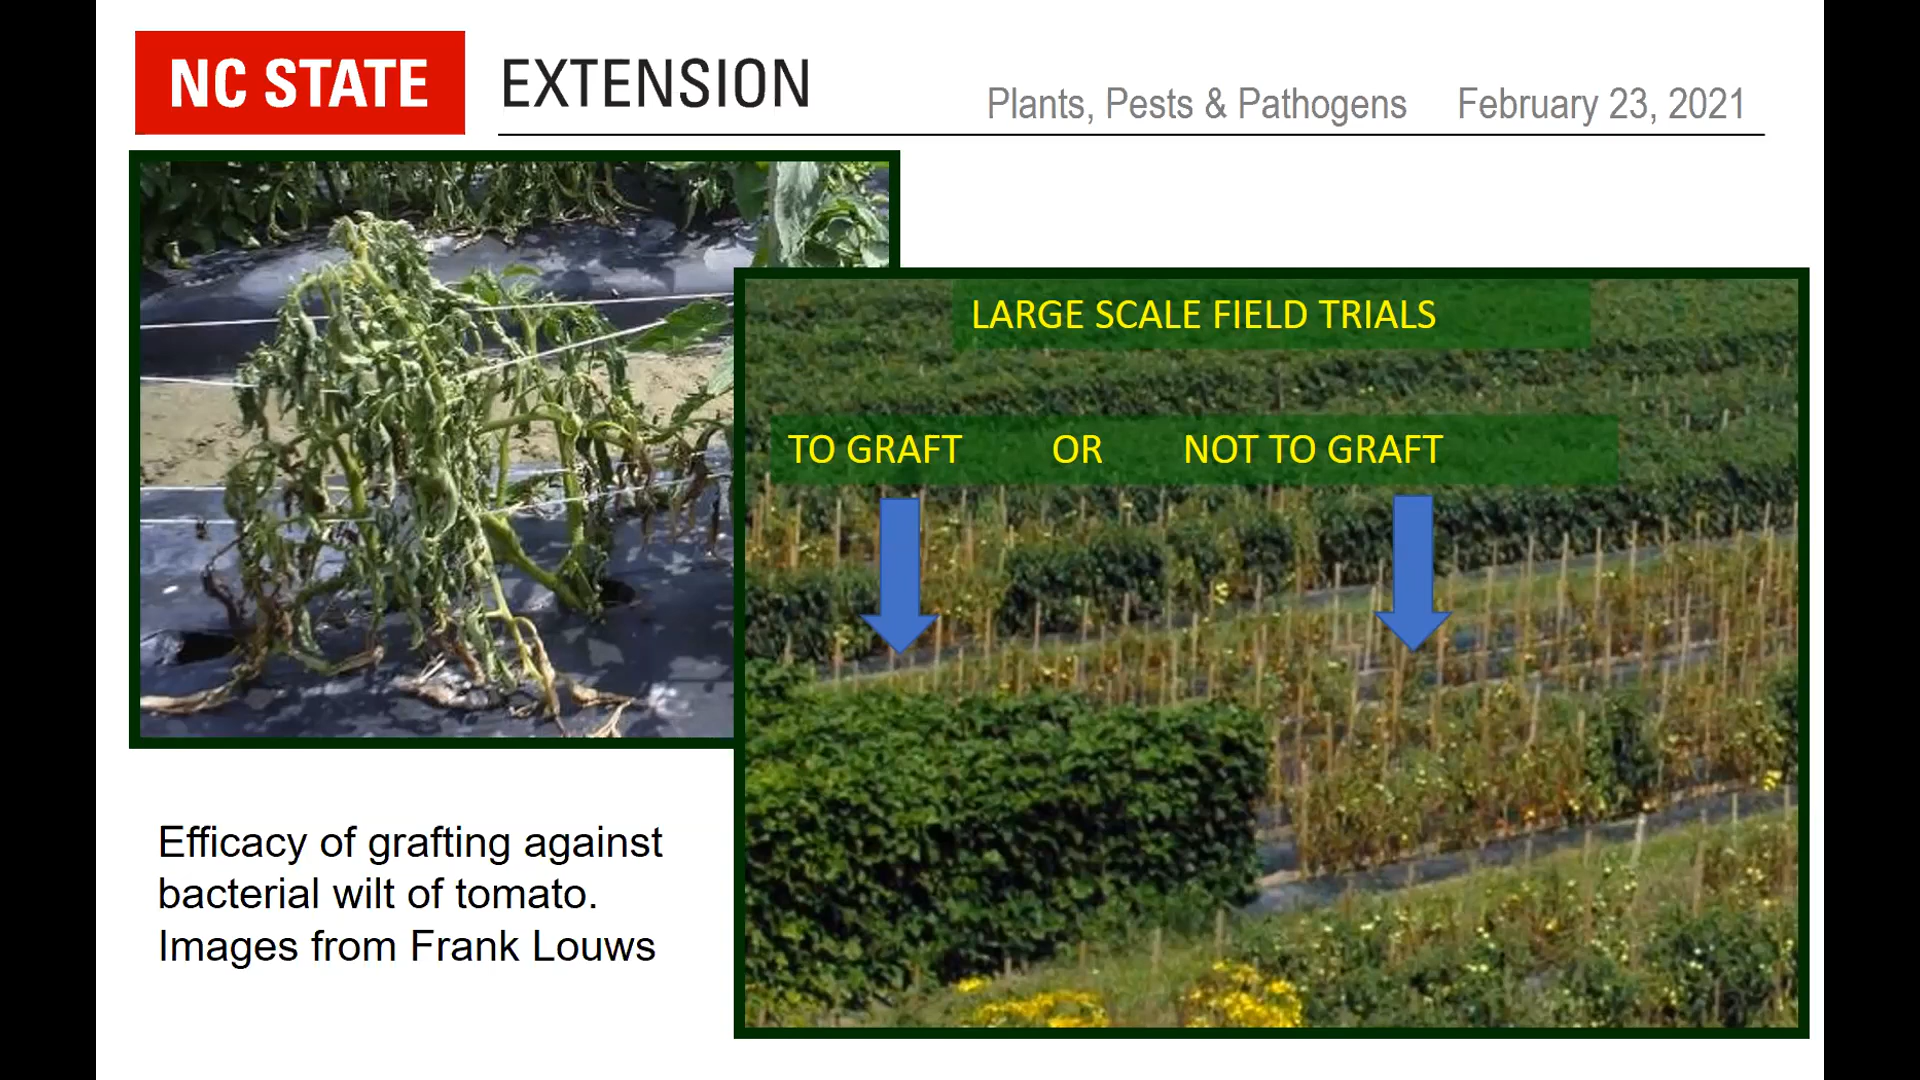 NC STATE EXTENSION
Plants, Pests & Pathogens February 23, 2021
LARGE SCALE FIELD TRIALS
TO GRAFT OR NOT TO GRAFT
Efficacy of grafting against
bacterial wilt of tomato.
Images from Frank Louws